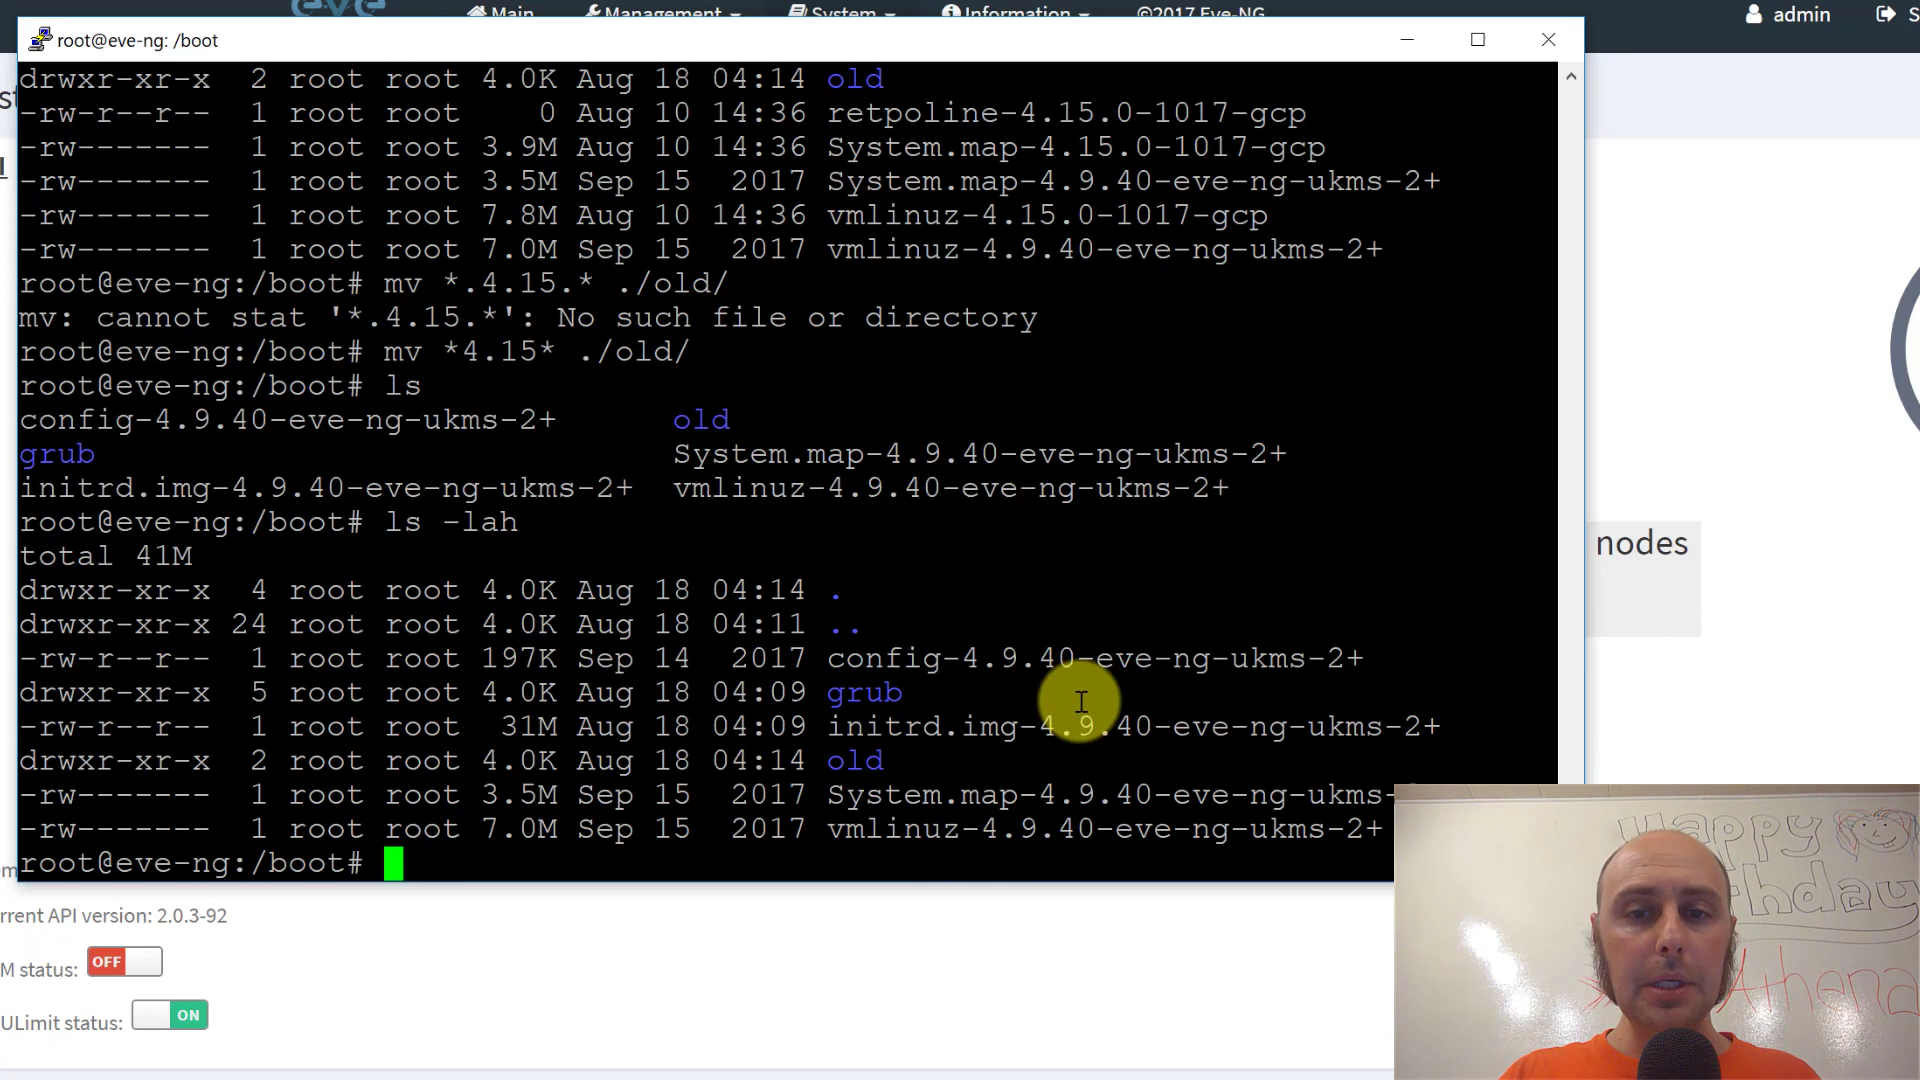 eve Main Management System Information ©2017 Eve-NG admin S
root@eve-ng: /boot
drwxr-xr-x 2 root root 4.0K Aug 18 04:14 old
-rw-r--r-- 1 root root 0 Aug 10 14:36 retpoline-4.15.0-1017-gcp
-rw------- 1 root root 3.9M Aug 10 14:36 System.map-4.15.0-1017-gcp
-rw------- 1 root root 3.5M Sep 15 2017 System.map-4.9.40-eve-ng-ukms-2+
-rw------- 1 root root 7.8M Aug 10 14:36 vmlinuz-4.15.0-1017-gcp
-rw------- 1 root root 7.0M Sep 15 2017 vmlinuz-4.9.40-eve-ng-ukms-2+
root@eve-ng:/boot# mv *.4.15.* ./old/
mv: cannot stat '*.4.15.*': No such file or directory
root@eve-ng:/boot# mv *4.15* ./old/
root@eve-ng:/boot# ls
config-4.9.40-eve-ng-ukms-2+ old
grub System.map-4.9.40-eve-ng-ukms-2+
initrd.img-4.9.40-eve-ng-ukms-2+ vmlinuz-4.9.40-eve-ng-ukms-2+
root@eve-ng:/boot# ls -lah
total 41M
drwxr-xr-x 4 root root 4.0K Aug 18 04:14 .
drwxr-xr-x 24 root root 4.0K Aug 18 04:11 ..
-rw-r--r-- 1 root root 197K Sep 14 2017 config-4.9.40-eve-ng-ukms-2+
drwxr-xr-x 5 root root 4.0K Aug 18 04:09 grub
-rw-r--r-- 1 root root 31M Aug 18 04:09 initrd.img-4.9.40-eve-ng-ukms-2+
drwxr-xr-x 2 root root 4.0K Aug 18 04:14 old
-rw------- 1 root root 3.5M Sep 15 2017 System.map-4.9.40-eve-ng-ukms-
-rw------- 1 root root 7.0M Sep 15 2017 vmlinuz-4.9.40-eve-ng-ukms-2+
root@eve-ng:/boot#
nodes
rrent API version: 2.0.3-92
M status: OFF
ULimit status: ON
Happy
thday
Athena